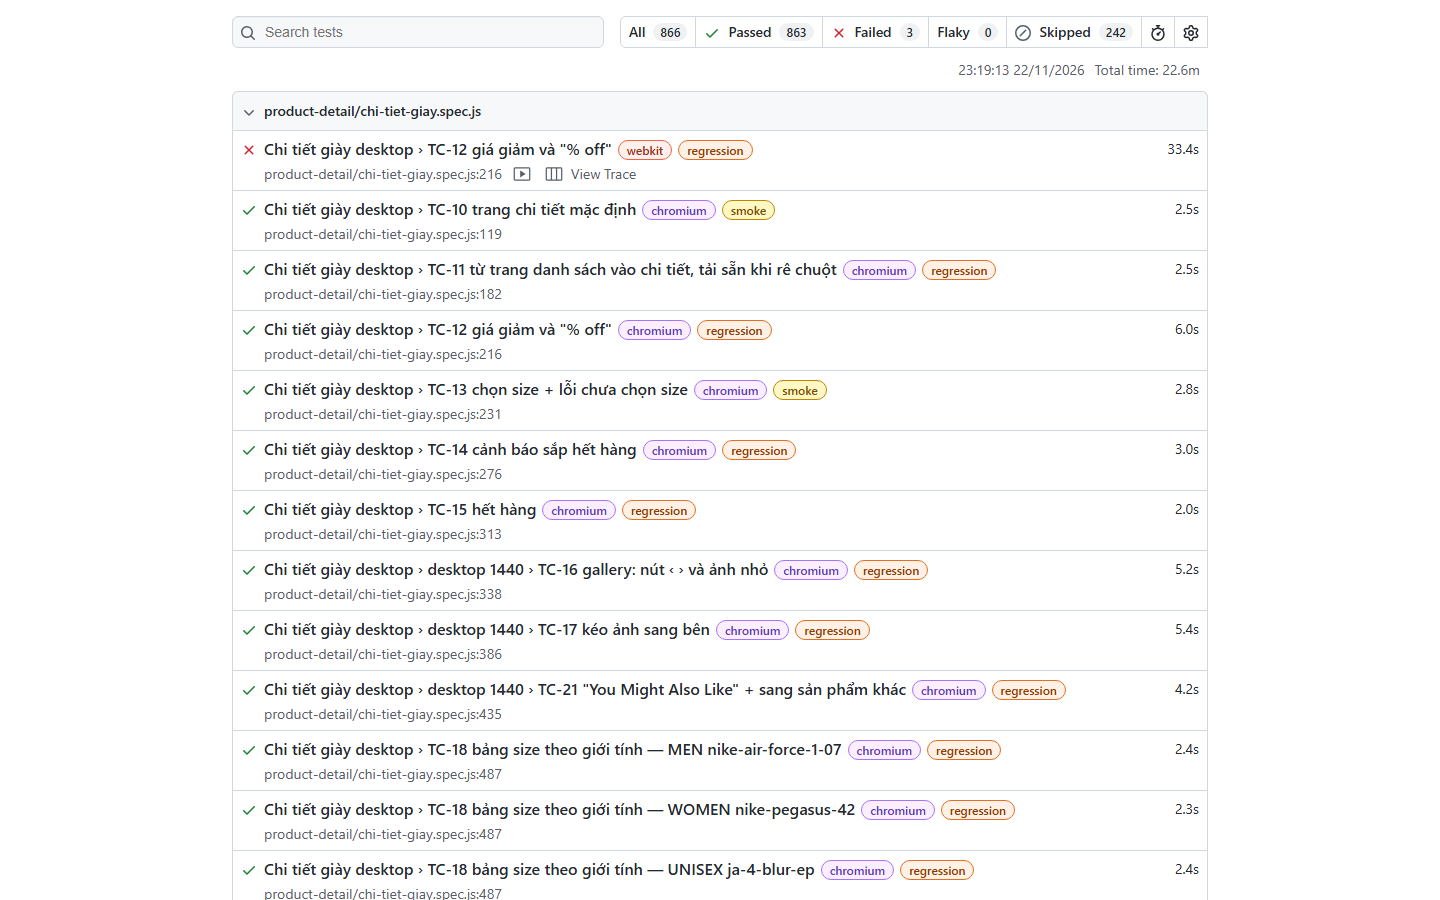 Search tests
All 866 Passed 863 Failed 3 Flaky 0 Skipped 242
23:19:13 22/11/2026 Total time: 22.6m
product-detail/chi-tiet-giay.spec.js
Chi tiết giày desktop › TC-12 giá giảm và "% off" webkit regression 33.4s
product-detail/chi-tiet-giay.spec.js:216 View Trace
Chi tiết giày desktop › TC-10 trang chi tiết mặc định chromium smoke 2.5s
product-detail/chi-tiet-giay.spec.js:119
Chi tiết giày desktop › TC-11 từ trang danh sách vào chi tiết, tải sẵn khi rê chuột chromium regression 2.5s
product-detail/chi-tiet-giay.spec.js:182
Chi tiết giày desktop › TC-12 giá giảm và "% off" chromium regression 6.0s
product-detail/chi-tiet-giay.spec.js:216
Chi tiết giày desktop › TC-13 chọn size + lỗi chưa chọn size chromium smoke 2.8s
product-detail/chi-tiet-giay.spec.js:231
Chi tiết giày desktop › TC-14 cảnh báo sắp hết hàng chromium regression 3.0s
product-detail/chi-tiet-giay.spec.js:276
Chi tiết giày desktop › TC-15 hết hàng chromium regression 2.0s
product-detail/chi-tiet-giay.spec.js:313
Chi tiết giày desktop › desktop 1440 › TC-16 gallery: nút ‹ › và ảnh nhỏ chromium regression 5.2s
product-detail/chi-tiet-giay.spec.js:338
Chi tiết giày desktop › desktop 1440 › TC-17 kéo ảnh sang bên chromium regression 5.4s
product-detail/chi-tiet-giay.spec.js:386
Chi tiết giày desktop › desktop 1440 › TC-21 "You Might Also Like" + sang sản phẩm khác chromium regression 4.2s
product-detail/chi-tiet-giay.spec.js:435
Chi tiết giày desktop › TC-18 bảng size theo giới tính — MEN nike-air-force-1-07 chromium regression 2.4s
product-detail/chi-tiet-giay.spec.js:487
Chi tiết giày desktop › TC-18 bảng size theo giới tính — WOMEN nike-pegasus-42 chromium regression 2.3s
product-detail/chi-tiet-giay.spec.js:487
Chi tiết giày desktop › TC-18 bảng size theo giới tính — UNISEX ja-4-blur-ep chromium regression 2.4s
product-detail/chi-tiet-giay.spec.js:487